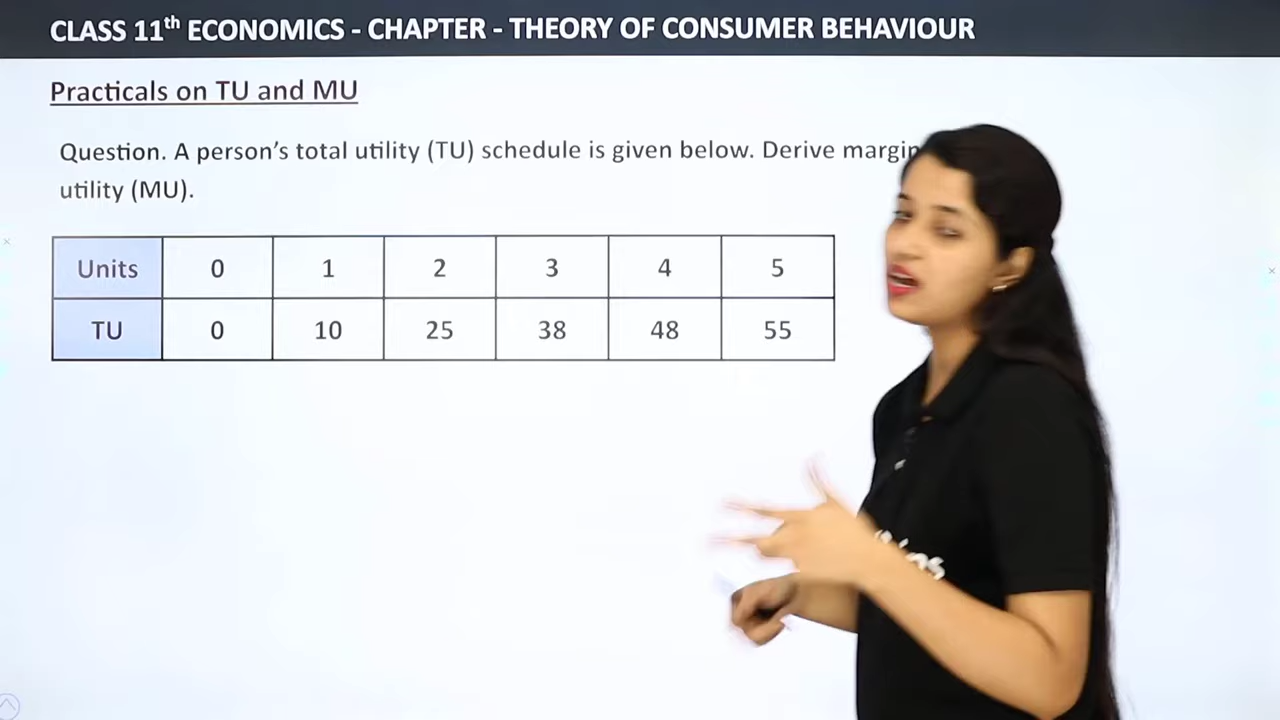 CLASS 11th ECONOMICS - CHAPTER - THEORY OF CONSUMER BEHAVIOUR
Practicals on TU and MU
Question. A person's total utility (TU) schedule is given below. Derive
utility (MU).
Units 0 1 2 3 4 5
TU 0 10 25 38 48 55